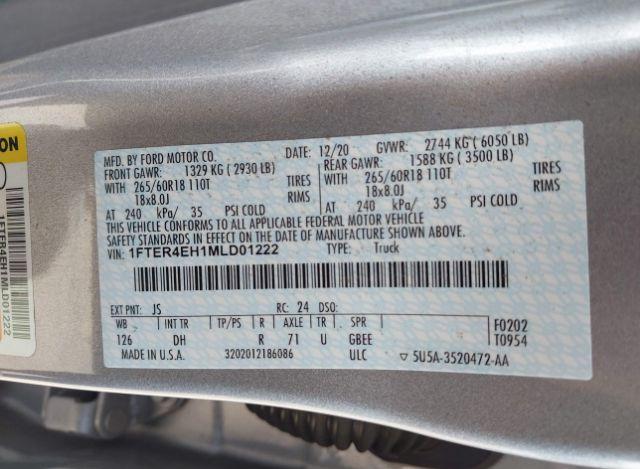 ON
1FTER4EH1MLD01222
MFD. BY FORD MOTOR CO.
DATE: 12/20 GVWR: 2744 KG ( 6050 LB)
FRONT GAWR: 1329 KG ( 2930 LB)
REAR GAWR: 1588 KG ( 3500 LB)
WITH 265/60R18 110T TIRES WITH 265/60R18 110T TIRES
18x8.0J RIMS 18x8.0J RIMS
AT 240 kPa/ 35 PSI COLD AT 240 kPa/ 35 PSI COLD
THIS VEHICLE CONFORMS TO ALL APPLICABLE FEDERAL MOTOR VEHICLE
SAFETY STANDARDS IN EFFECT ON THE DATE OF MANUFACTURE SHOWN ABOVE.
VIN: 1FTER4EH1MLD01222 TYPE: Truck
EXT PNT: JS RC: 24 DSO:
WB INT TR TP/PS R AXLE TR SPR F0202
126 DH R 71 U GBEE T0954
MADE IN U.S.A. 3202012186086 ULC ▽ 5U5A-3520472-AA